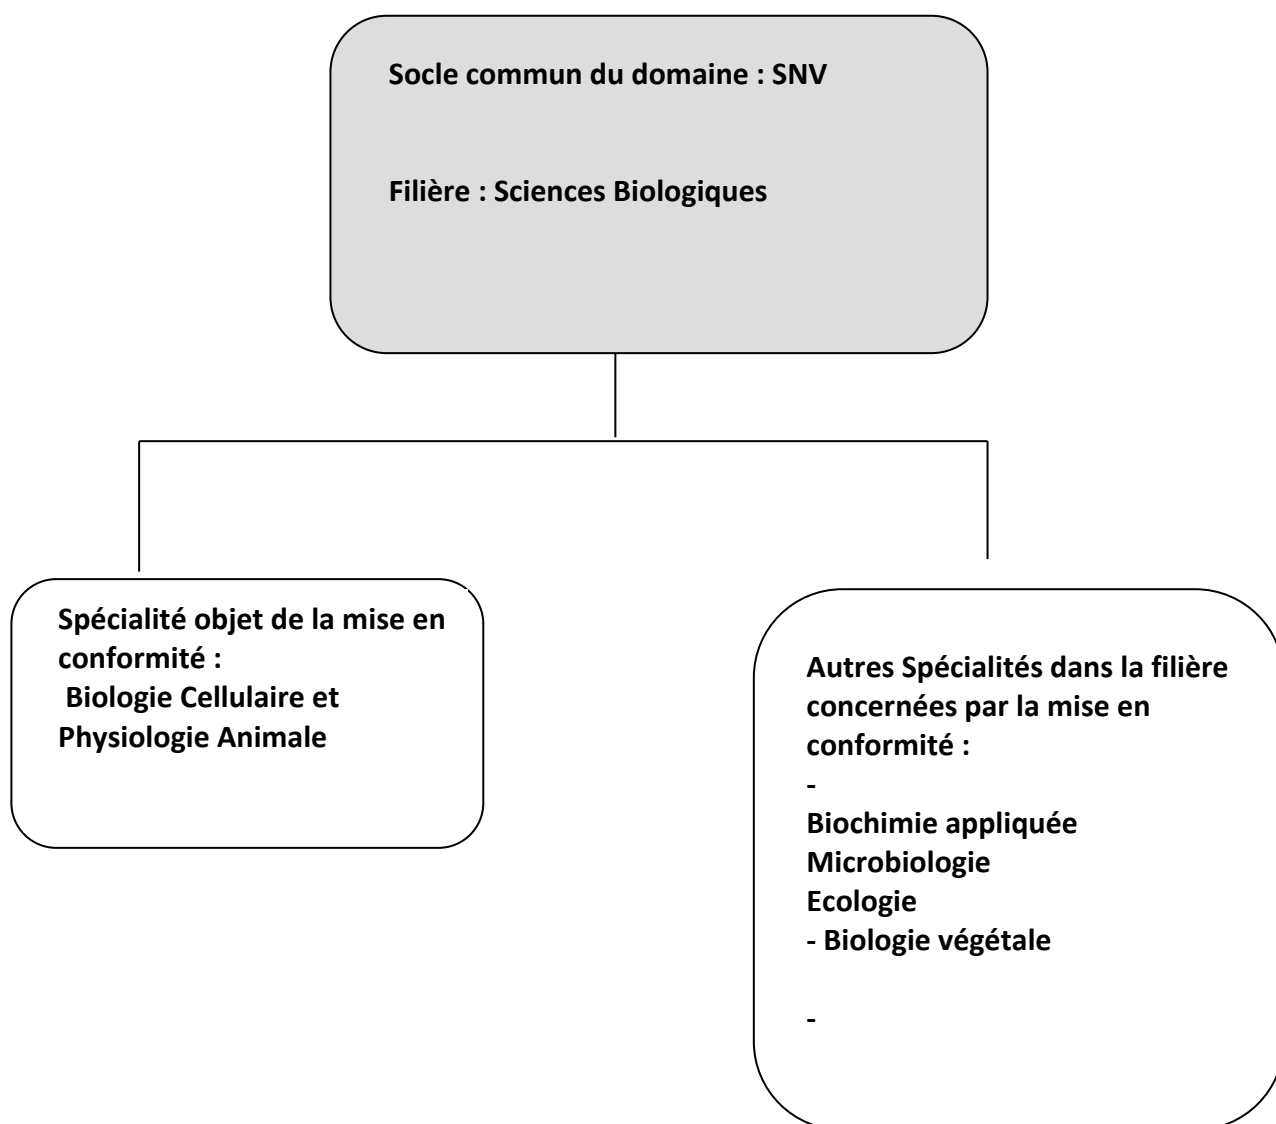 Socle commun du domaine : SNV
Filière : Sciences Biologiques
Spécialité objet de la mise en
conformité :
Biologie Cellulaire et
Physiologie Animale
Autres Spécialités dans la filière
concernées par la mise en
conformité :
-
Biochimie appliquée
Microbiologie
Ecologie
- Biologie végétale
-